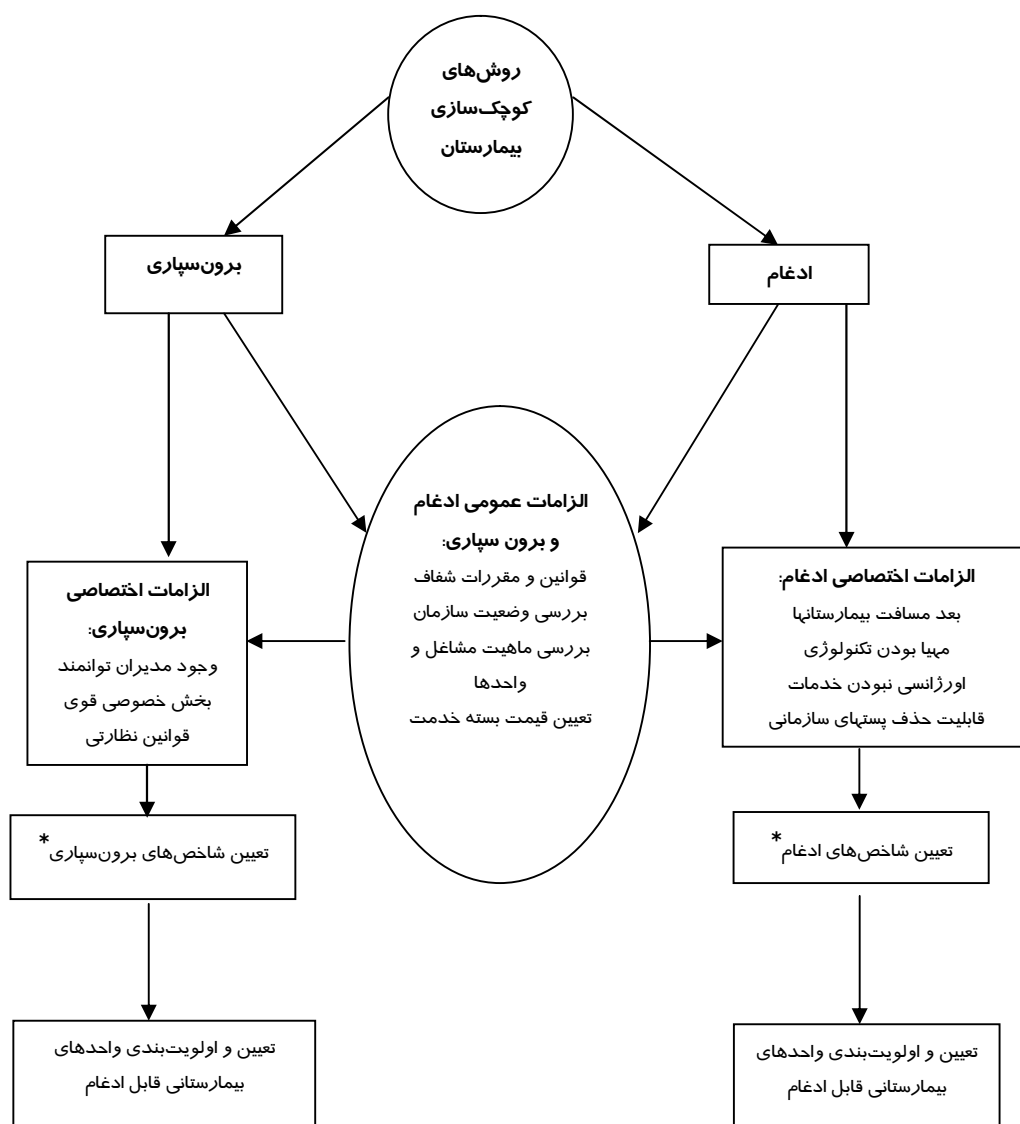 روش‌های
کوچک‌سازی
بیمارستان
ادغام
برون‌سپاری
الزامات عمومی ادغام
و برون سپاری:
قوانین و مقررات شفاف
بررسی وضعیت سازمان
بررسی ماهیت مشاغل و
واحدها
تعیین قیمت بسته خدمت
الزامات اختصاصی ادغام:
بعد مسافت بیمارستانها
مهیا بودن تکنولوژی
اورژانسی نبودن خدمات
قابلیت حذف پستهای سازمانی
الزامات اختصاصی
برون‌سپاری:
وجود مدیران توانمند
بخش خصوصی قوی
قوانین نظارتی
تعیین شاخص‌های ادغام*
تعیین شاخص‌های برون‌سپاری*
تعیین و اولویت‌بندی واحدهای
بیمارستانی قابل ادغام
تعیین و اولویت‌بندی واحدهای
بیمارستانی قابل ادغام